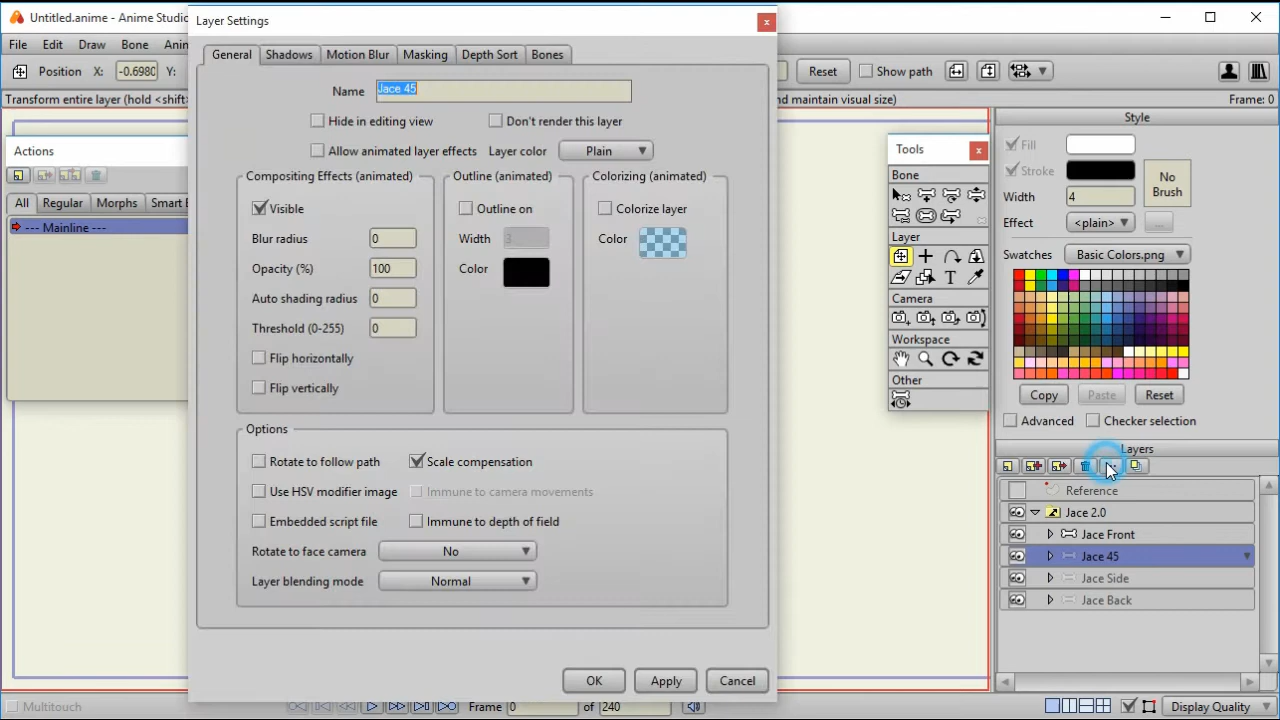 Untitled.anime - Anime Studio
File Edit Draw Bone Anim
Position X: -0.6980 Y:
Reset Show path
Transform entire layer (hold <shift>
and maintain visual size)
Frame: 0
Actions
All Regular Morphs Smart B
--- Mainline ---
Layer Settings
x
General Shadows Motion Blur Masking Depth Sort Bones
Name Jace 45
Hide in editing view Don't render this layer
Allow animated layer effects Layer color Plain
Compositing Effects (animated) Outline (animated) Colorizing (animated)
Visible Outline on Colorize layer
Blur radius 0 Width 3 Color
Opacity (%) 100 Color
Auto shading radius 0
Threshold (0-255) 0
Flip horizontally
Flip vertically
Options
Rotate to follow path Scale compensation
Use HSV modifier image Immune to camera movements
Embedded script file Immune to depth of field
Rotate to face camera No
Layer blending mode Normal
OK Apply Cancel
Tools x
Bone
Layer
T
Camera
Workspace
Other
Style
Fill
Stroke
No
Brush
Width 4
Effect <plain> ...
Swatches Basic Colors.png
Copy Paste Reset
Advanced Checker selection
Layers
Reference
Jace 2.0
Jace Front
Jace 45
Jace Side
Jace Back
Multitouch
Frame 0 of 240
Display Quality